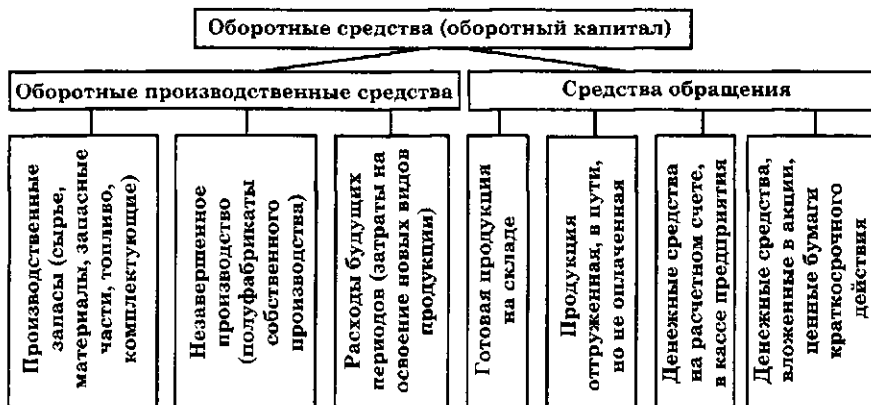 Оборотные средства (оборотный капитал)
Оборотные производственные средства
Средства обращения
Производственные
запасы (сырье,
материалы, запасные
части, топливо,
комплектующие)
Незавершенное
производство
(полуфабрикаты
собственного
производства)
Расходы будущих
периодов (затраты на
освоение новых видов
продукции)
Готовая продукция
на складе
Продукция
отгруженная, в пути,
но не оплаченная
Денежные средства
на расчетном счете,
в кассе предприятия
Денежные средства,
вложенные в акции,
ценные бумаги
краткосрочного
действия